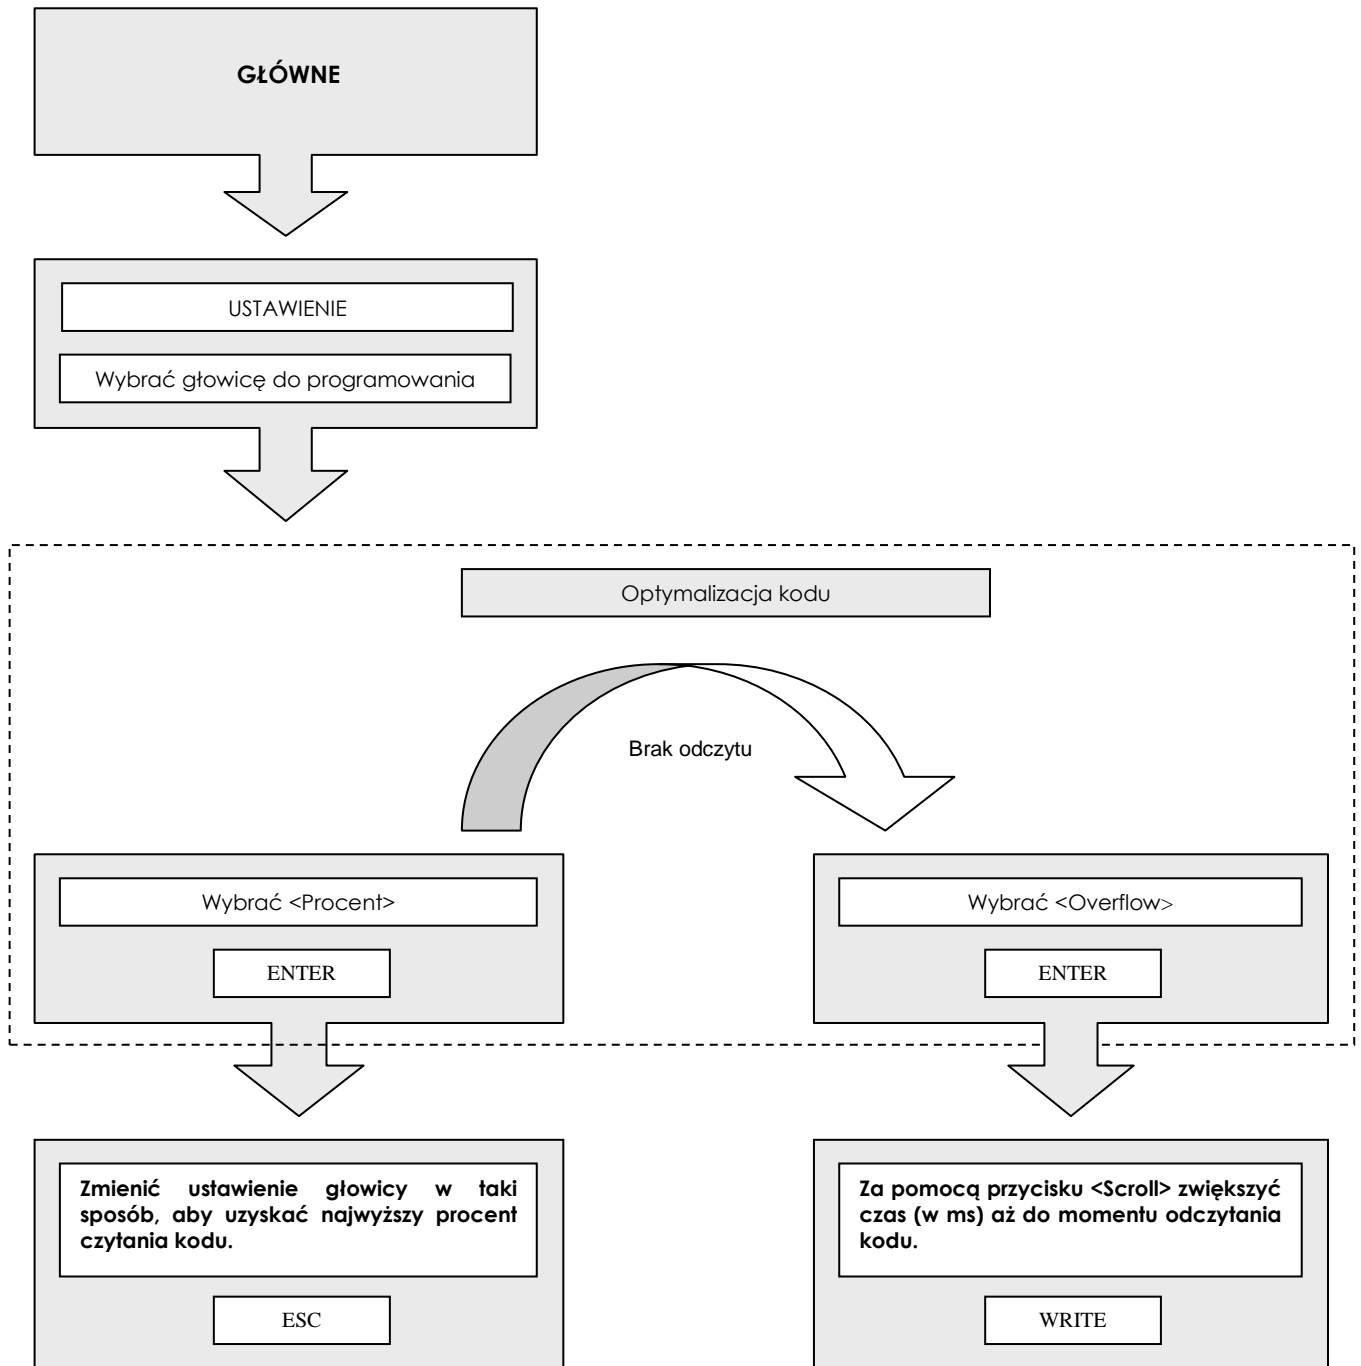 GŁÓWNE
USTAWIENIE
Wybrać głowicę do programowania
Optymalizacja kodu
Brak odczytu
Wybrać <Procent>
ENTER
Wybrać <Overflow>
ENTER
Zmienić ustawienie głowicy w taki
sposób, aby uzyskać najwyższy procent
czytania kodu.
ESC
Za pomocą przycisku <Scroll> zwiększyć
czas (w ms) aż do momentu odczytania
kodu.
WRITE